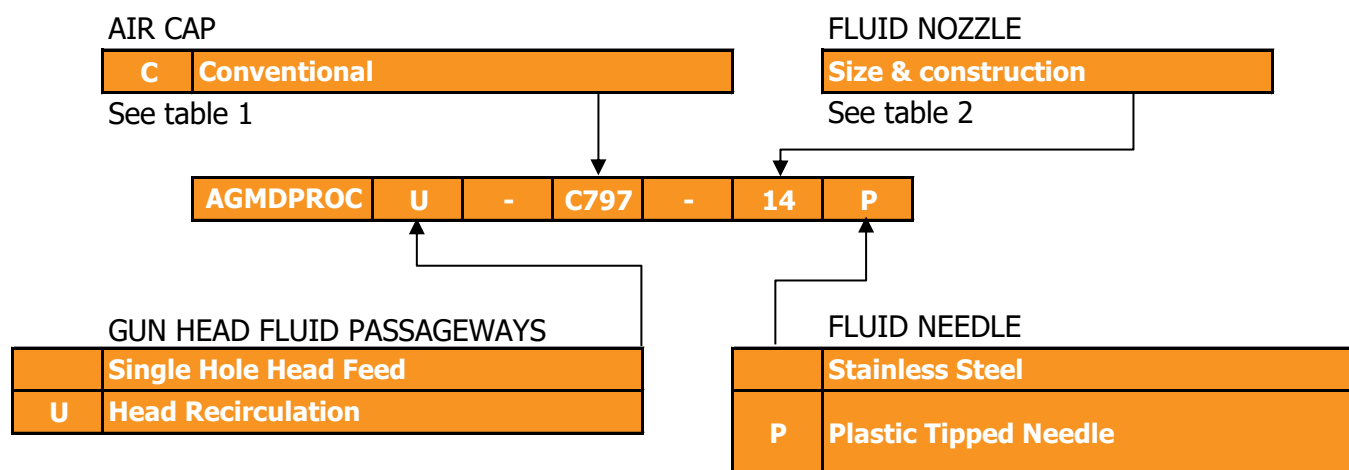 AIR CAP
C Conventional
See table 1
FLUID NOZZLE
Size & construction
See table 2
AGMDPROC U - C797 - 14 P
GUN HEAD FLUID PASSAGEWAYS
Single Hole Head Feed
U Head Recirculation
FLUID NEEDLE
Stainless Steel
P Plastic Tipped Needle